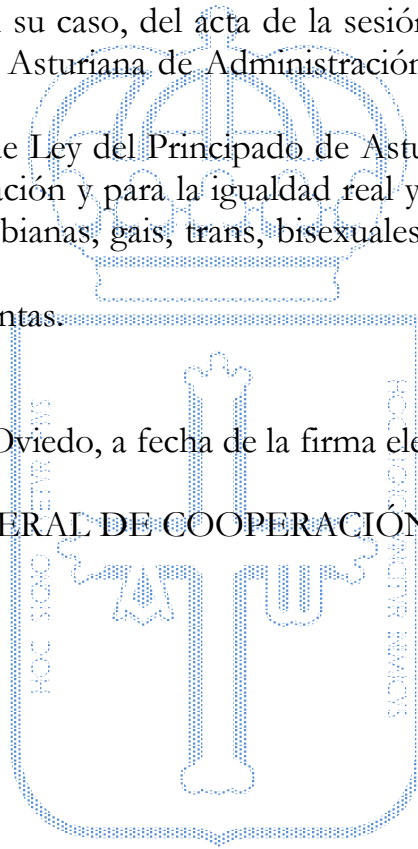 su caso, del acta de la sesión
Asturiana de Administración
Ley del Principado de Astu
ación y para la igualdad real y
bianas, gais, trans, bisexuales
ntas.
Oviedo, a fecha de la firma ele
ERAL DE COOPERACIÓN